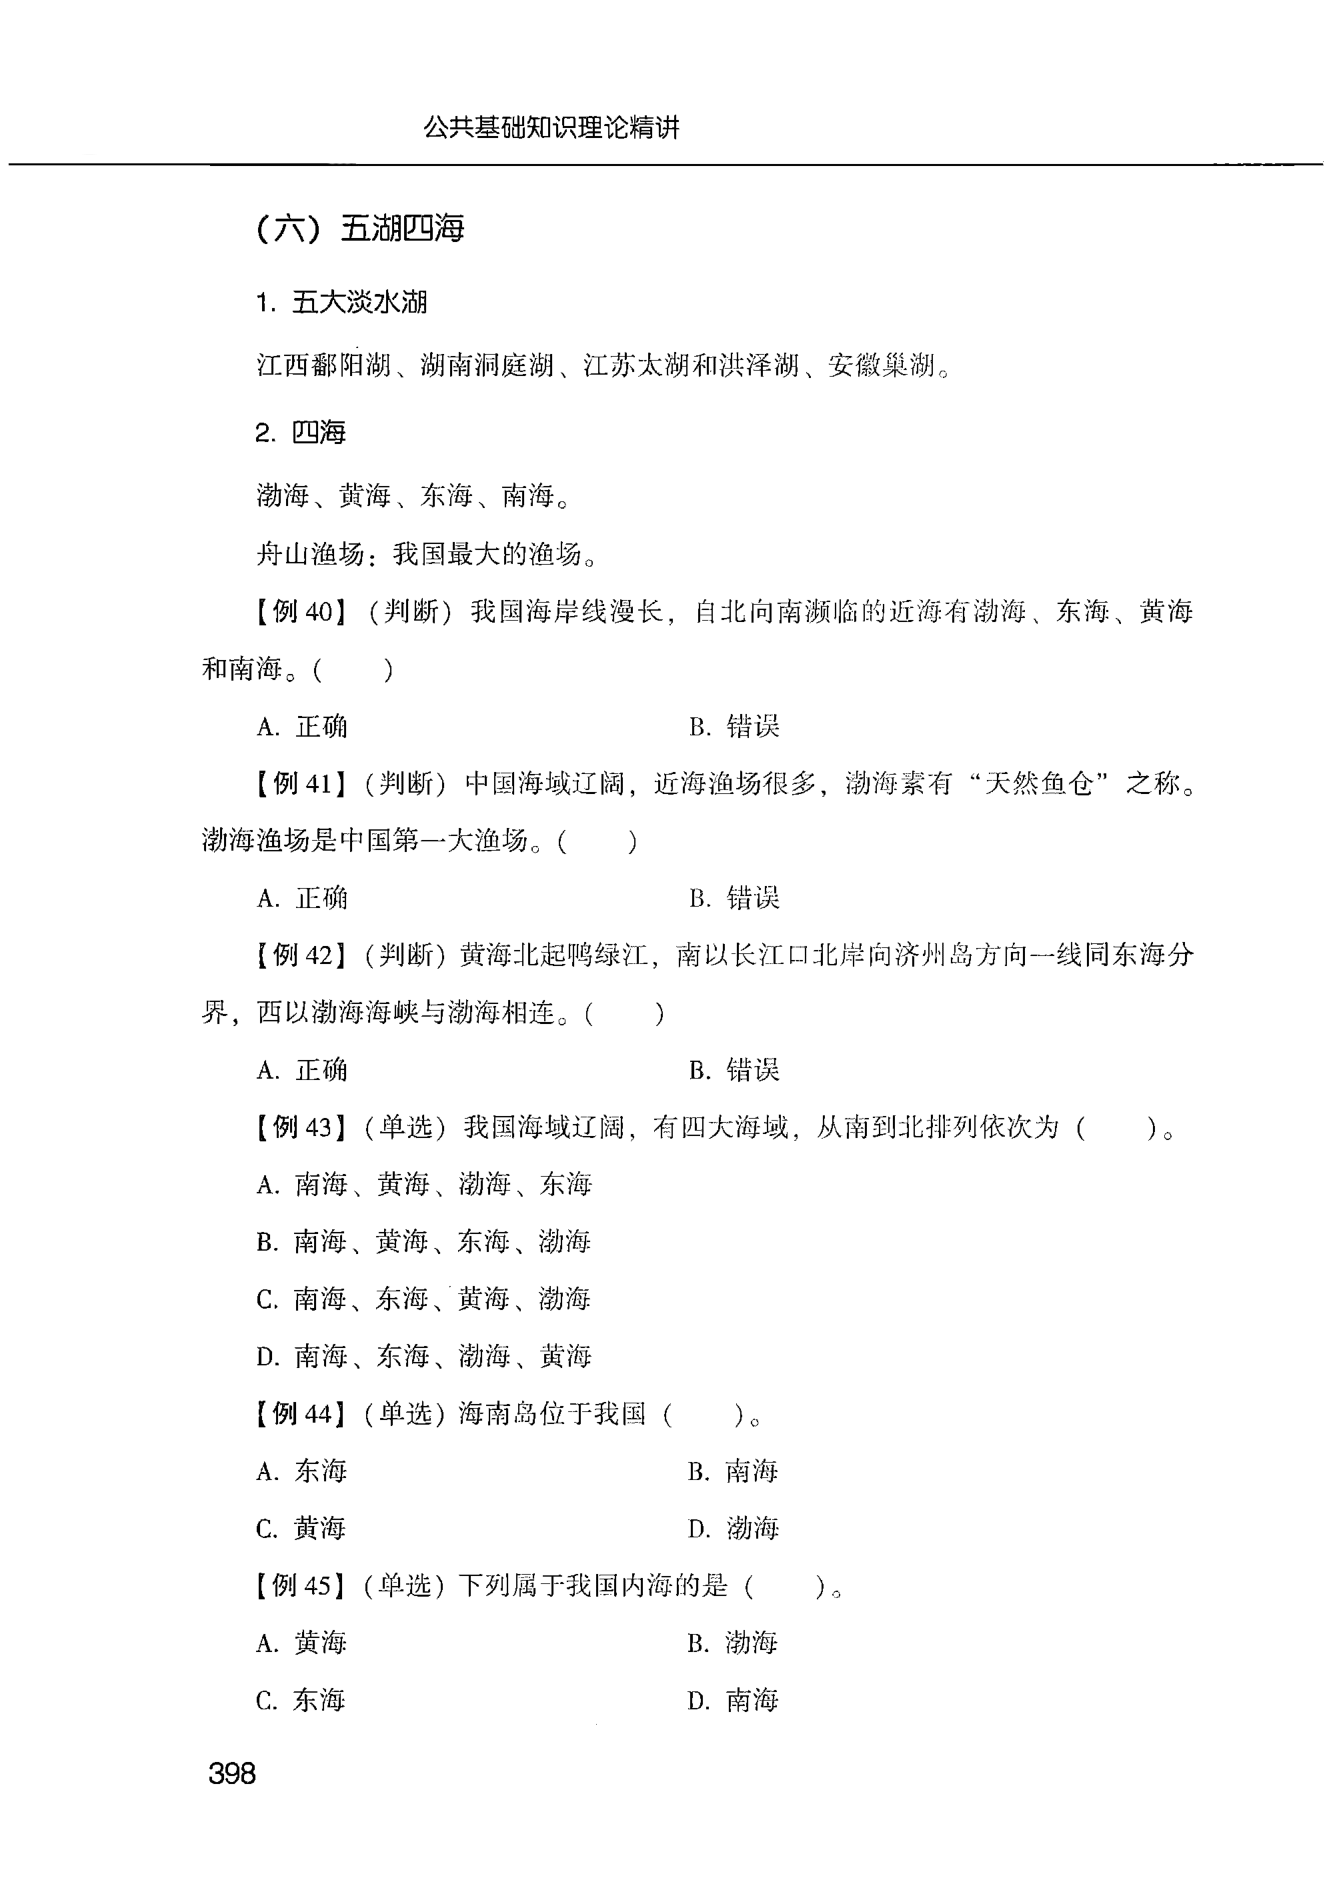 公共基础知识理论精讲
（六）五湖四海
1. 五大淡水湖
江西鄱阳湖、湖南洞庭湖、江苏太湖和洪泽湖、安徽巢湖。
2. 四海
渤海、黄海、东海、南海。
舟山渔场：我国最大的渔场。
【例 40】（判断）我国海岸线漫长，自北向南濒临的近海有渤海、东海、黄海
和南海。（　　）
A. 正确　　B. 错误
【例 41】（判断）中国海域辽阔，近海渔场很多，渤海素有“天然鱼仓”之称。
渤海渔场是中国第一大渔场。（　　）
A. 正确　　B. 错误
【例 42】（判断）黄海北起鸭绿江，南以长江口北岸向济州岛方向一线同东海分
界，西以渤海海峡与渤海相连。（　　）
A. 正确　　B. 错误
【例 43】（单选）我国海域辽阔，有四大海域，从南到北排列依次为（　　）。
A. 南海、黄海、渤海、东海
B. 南海、黄海、东海、渤海
C. 南海、东海、黄海、渤海
D. 南海、东海、渤海、黄海
【例 44】（单选）海南岛位于我国（　　）。
A. 东海　　B. 南海
C. 黄海　　D. 渤海
【例 45】（单选）下列属于我国内海的是（　　）。
A. 黄海　　B. 渤海
C. 东海　　D. 南海
398